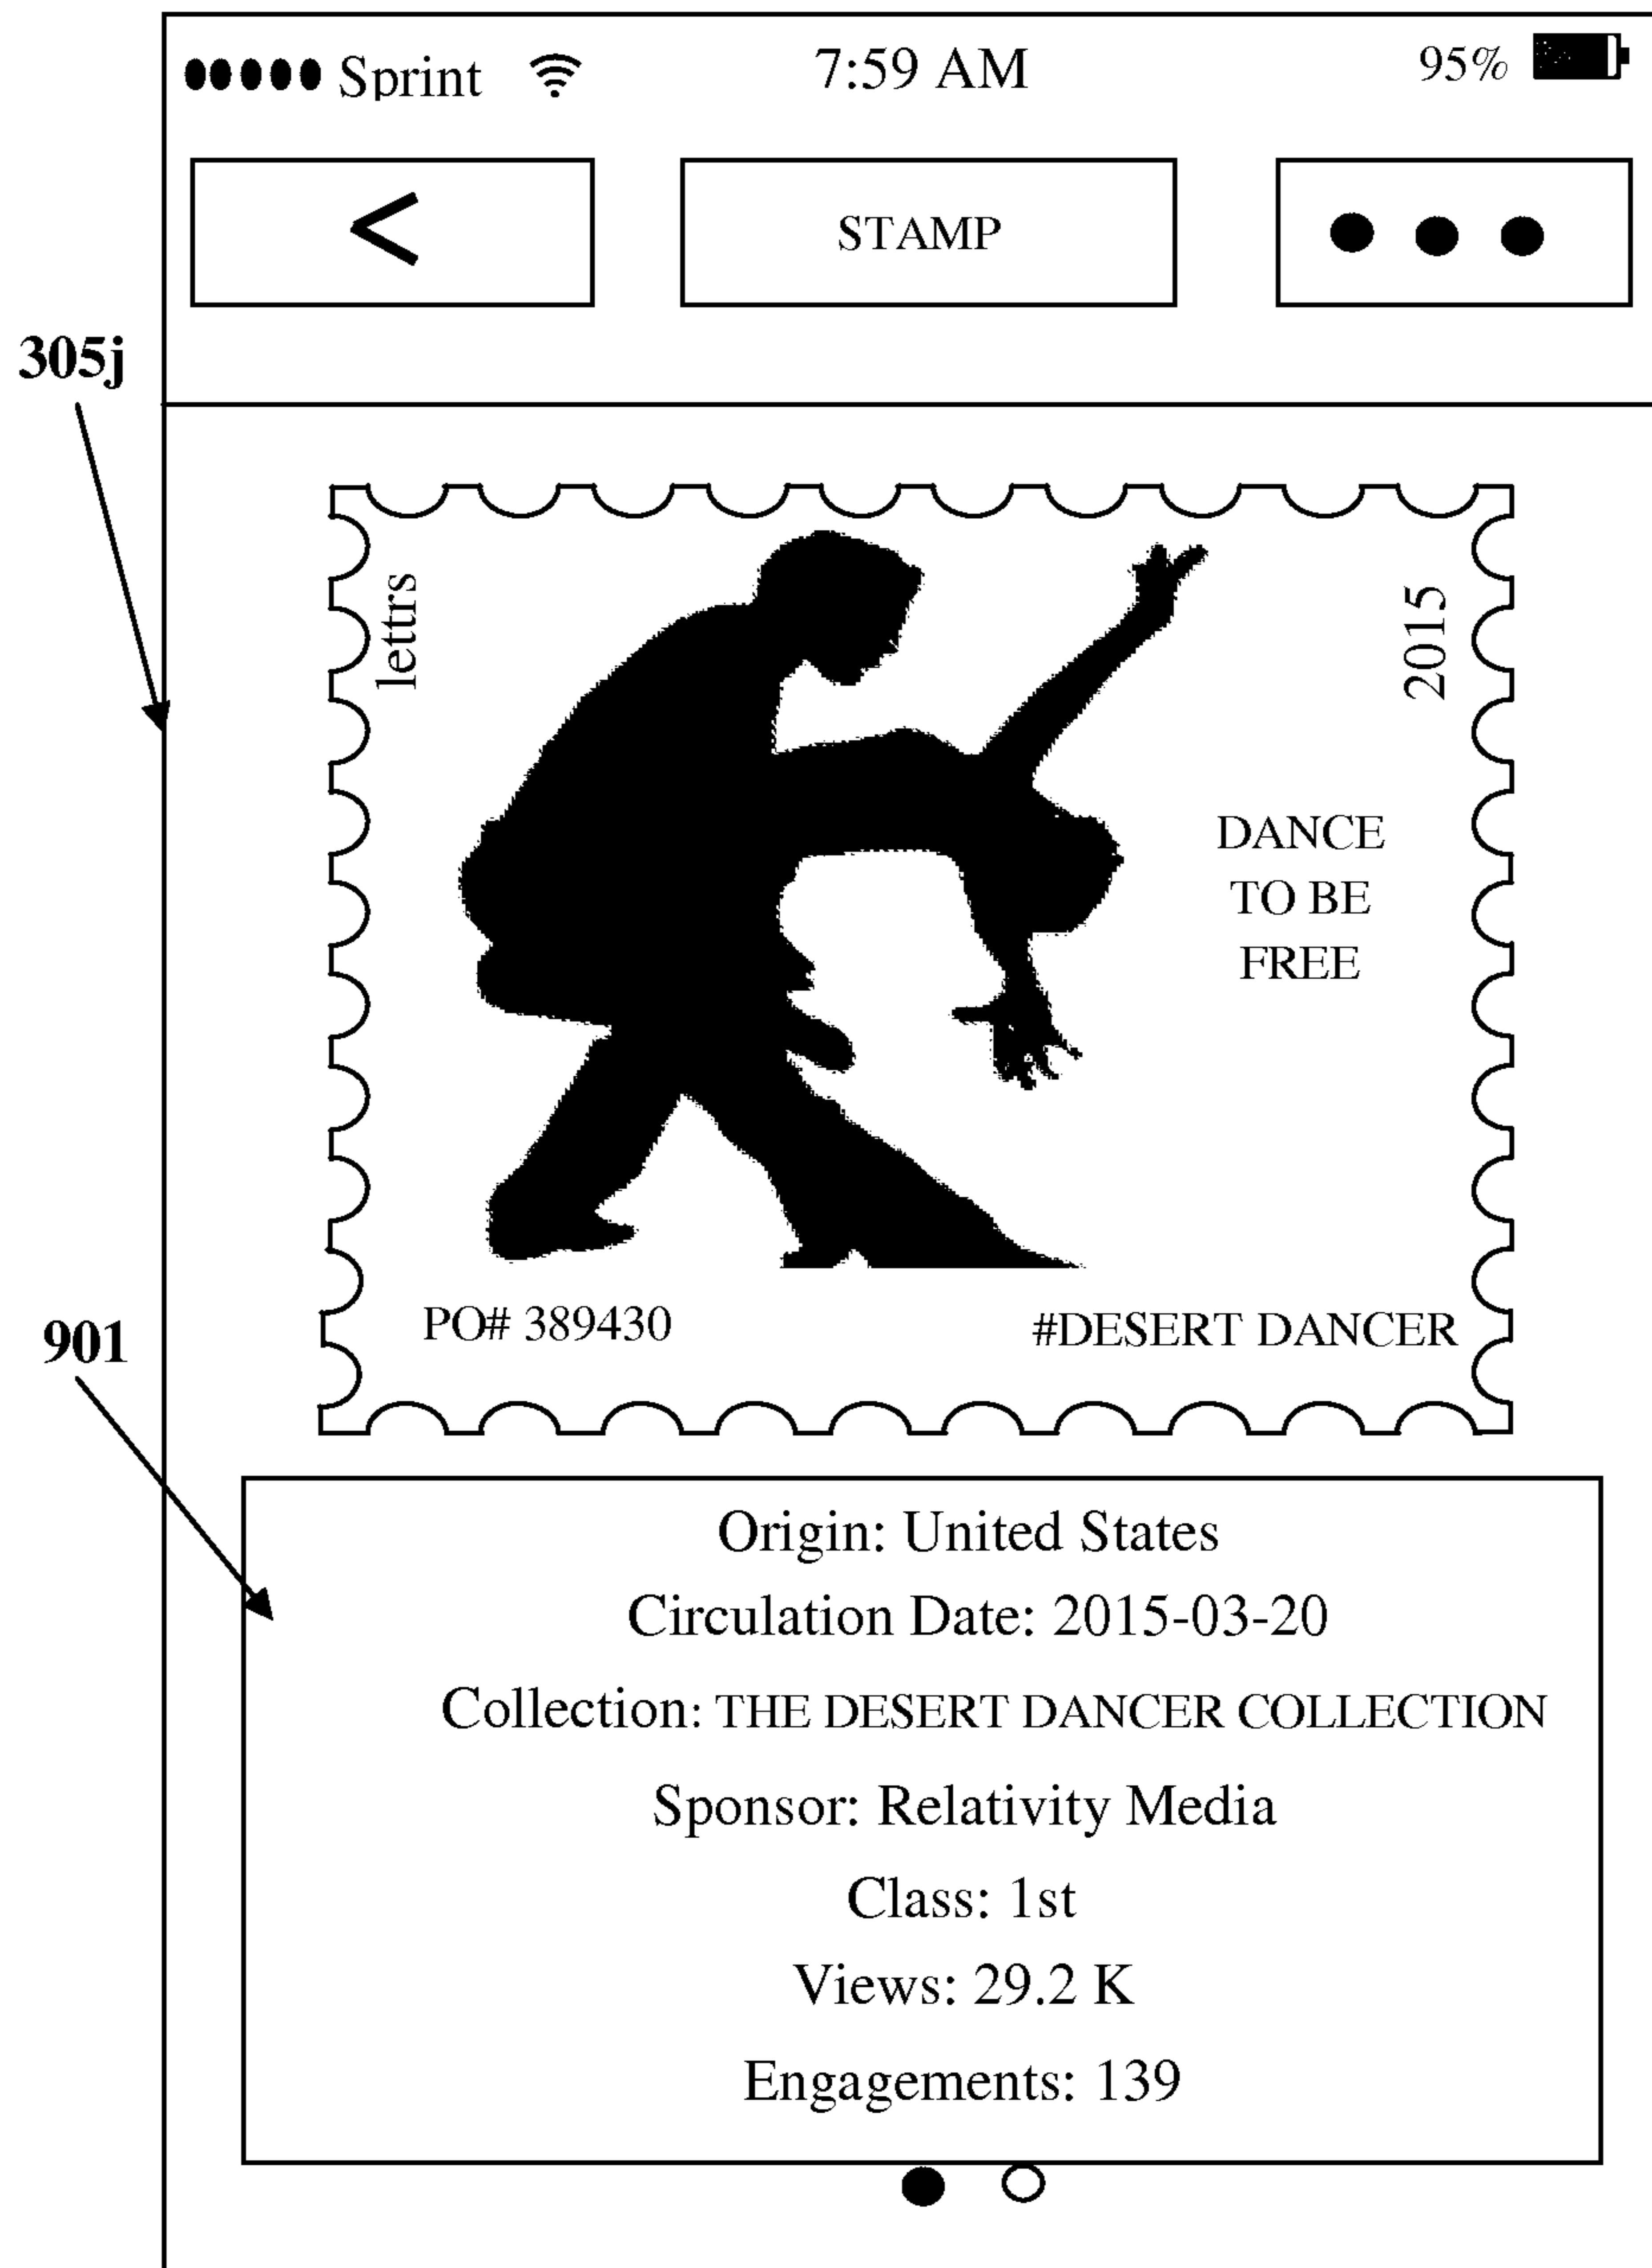 Sprint 7:59 AM 95%
<
STAMP
305j
lettrs
2015
DANCE
TO BE
FREE
PO# 389430
#DESERT DANCER
901
Origin: United States
Circulation Date: 2015-03-20
Collection: THE DESERT DANCER COLLECTION
Sponsor: Relativity Media
Class: 1st
Views: 29.2 K
Engagements: 139